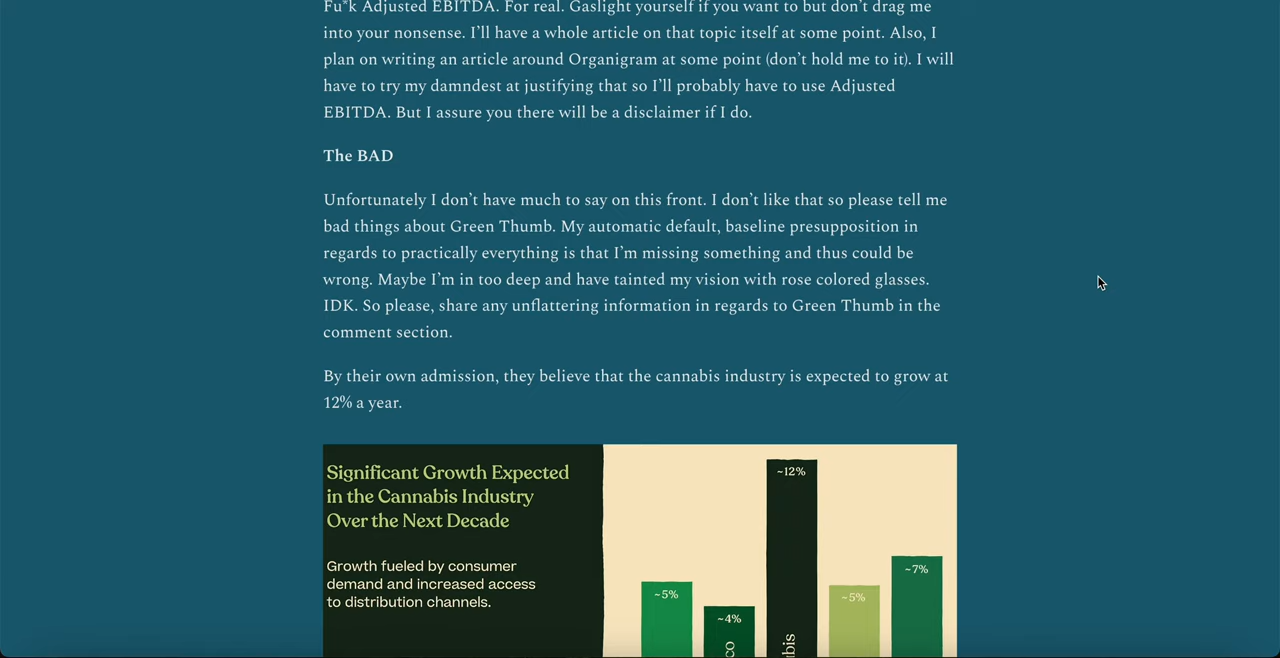 Fu*k Adjusted EBITDA. For real. Gaslight yourself if you want to but don’t drag me
into your nonsense. I’ll have a whole article on that topic itself at some point. Also, I
plan on writing an article around Organigram at some point (don’t hold me to it). I will
have to try my damndest at justifying that so I’ll probably have to use Adjusted
EBITDA. But I assure you there will be a disclaimer if I do.
The BAD
Unfortunately I don’t have much to say on this front. I don’t like that so please tell me
bad things about Green Thumb. My automatic default, baseline presupposition in
regards to practically everything is that I’m missing something and thus could be
wrong. Maybe I’m in too deep and have tainted my vision with rose colored glasses.
IDK. So please, share any unflattering information in regards to Green Thumb in the
comment section.
By their own admission, they believe that the cannabis industry is expected to grow at
12% a year.
Significant Growth Expected
in the Cannabis Industry
Over the Next Decade
Growth fueled by consumer
demand and increased access
to distribution channels.
~5%
~4%
co
~12%
bis
~5%
~7%